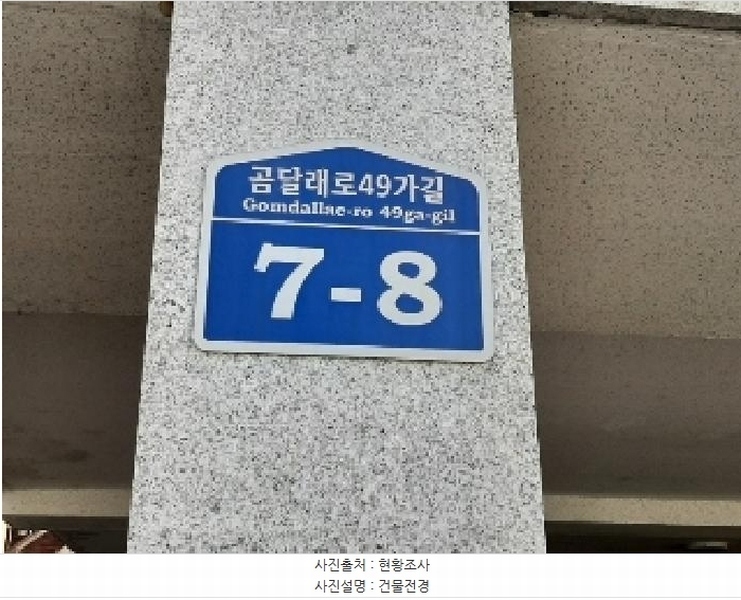 곰달래로49가길
Gomdallae-ro 49ga-gil
7-8
사진출처 : 현황조사
사진설명 : 건물전경